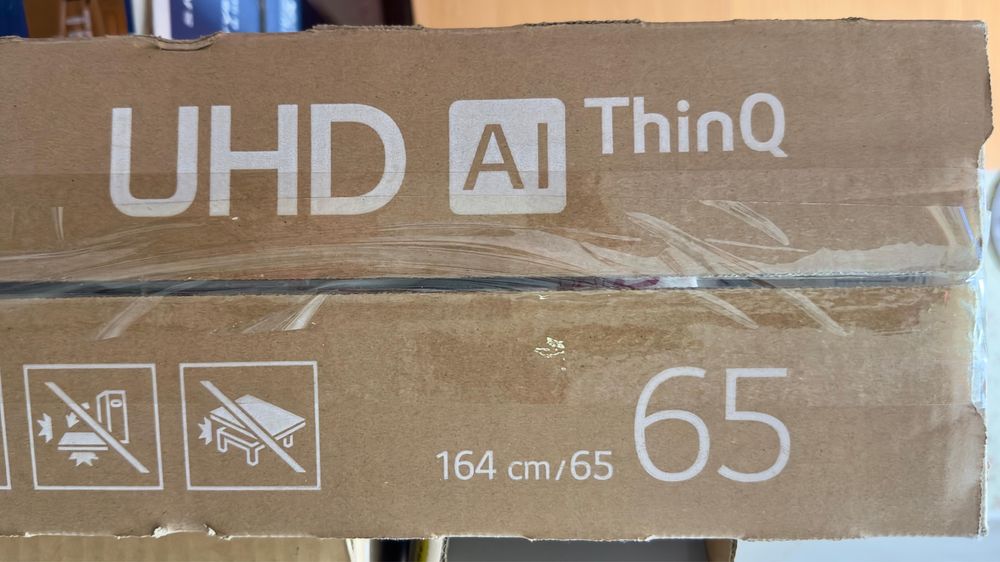 UHD AI ThinQ
164 cm/65 65